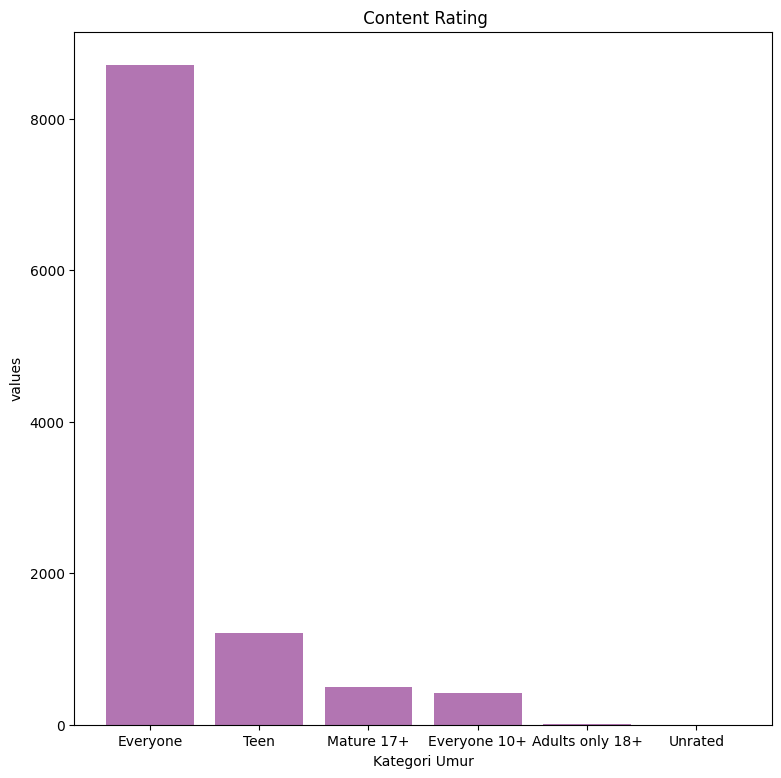 Content Rating
8000
6000
4000
2000
0
values
Everyone Teen Mature 17+ Everyone 10+ Adults only 18+ Unrated
Kategori Umur